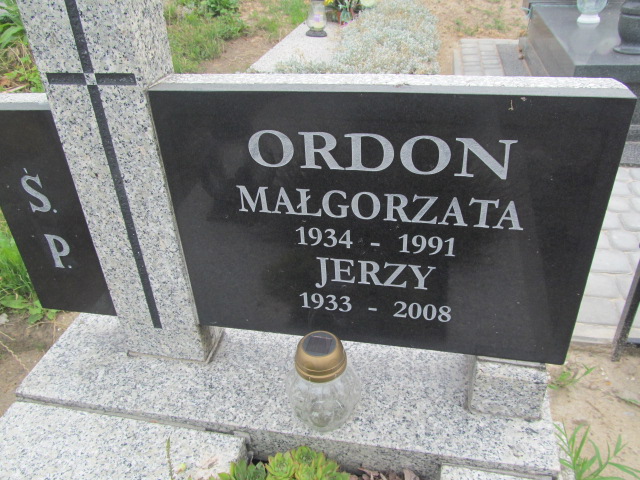 Ś.
P.
ORDON
MAŁGORZATA
1934 - 1991
JERZY
1933 - 2008